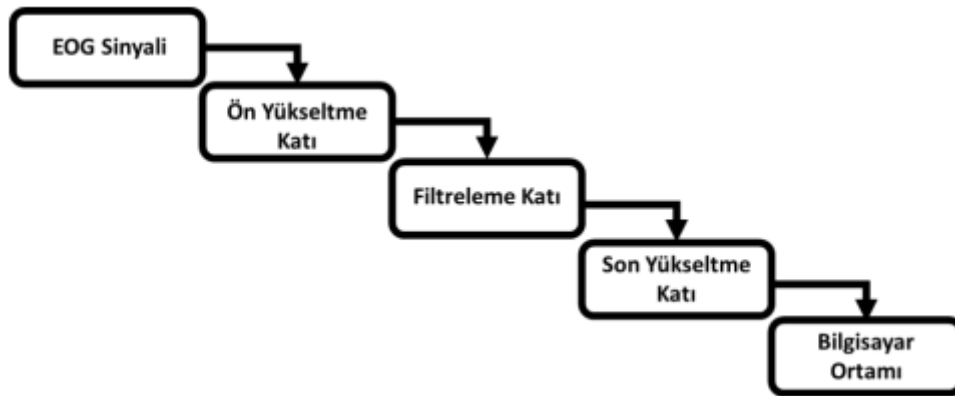 EOG Sinyali
Ön Yükseltme
Katı
Filtreleme Katı
Son Yükseltme
Katı
Bilgisayar
Ortamı